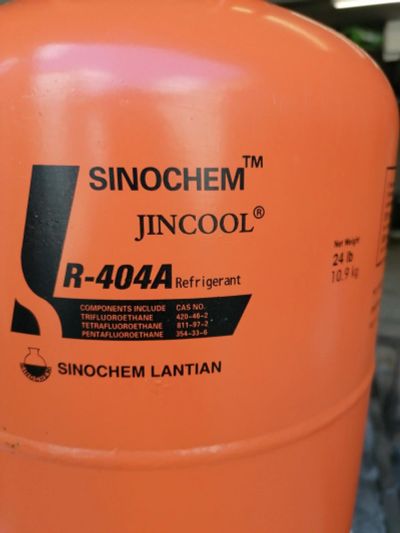 SINOCHEM™
JINCOOL®
R-404A Refrigerant
COMPONENTS INCLUDE CAS NO.
TRIFLUOROETHANE 420-46-2
TETRAFLUOROETHANE 811-97-2
PENTAFLUOROETHANE 354-33-6
SINOCHEM LANTIAN
Net Weight
24 lb
10.9 kg